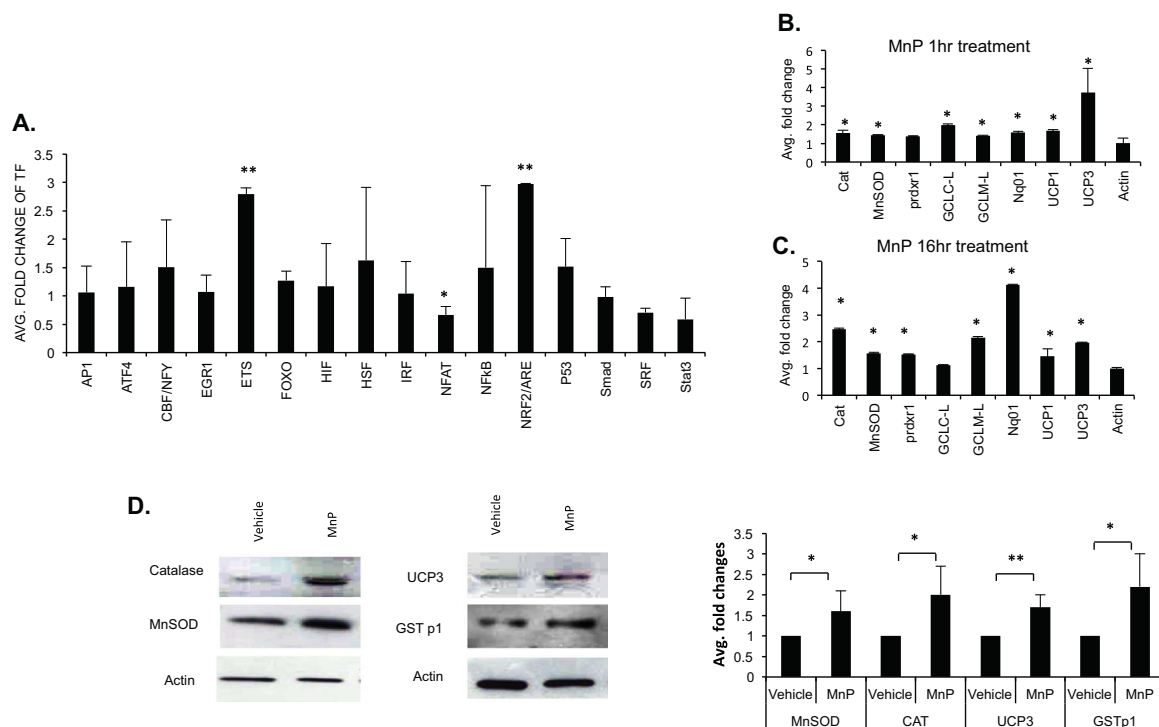 A.
AVG. FOLD CHANGE OF TF
3.5
3
2.5
2
1.5
1
0.5
0
**
*
**
AP1
ATF4
CBF/NFY
EGR1
ETS
FOXO
HIF
HSF
IRF
NFAT
NFkB
NRF2/ARE
P53
Smad
SRF
Stat3
B.
MnP 1hr treatment
Avg. fold change
6
5
4
3
2
1
0
* * * * * * *
Cat
MnSOD
prdxr1
GCLC-L
GCLM-L
Nq01
UCP1
UCP3
Actin
C.
MnP 16hr treatment
Avg. fold change
5
4
3
2
1
0
* * * * * * *
Cat
MnSOD
prdxr1
GCLC-L
GCLM-L
Nq01
UCP1
UCP3
Actin
D.
Vehicle
MnP
Catalase
MnSOD
Actin
Vehicle
MnP
UCP3
GST p1
Actin
Avg. fold changes
3.5
3
2.5
2
1.5
1
0.5
0
* * ** *
Vehicle MnP Vehicle MnP Vehicle MnP Vehicle MnP
MnSOD CAT UCP3 GSTp1